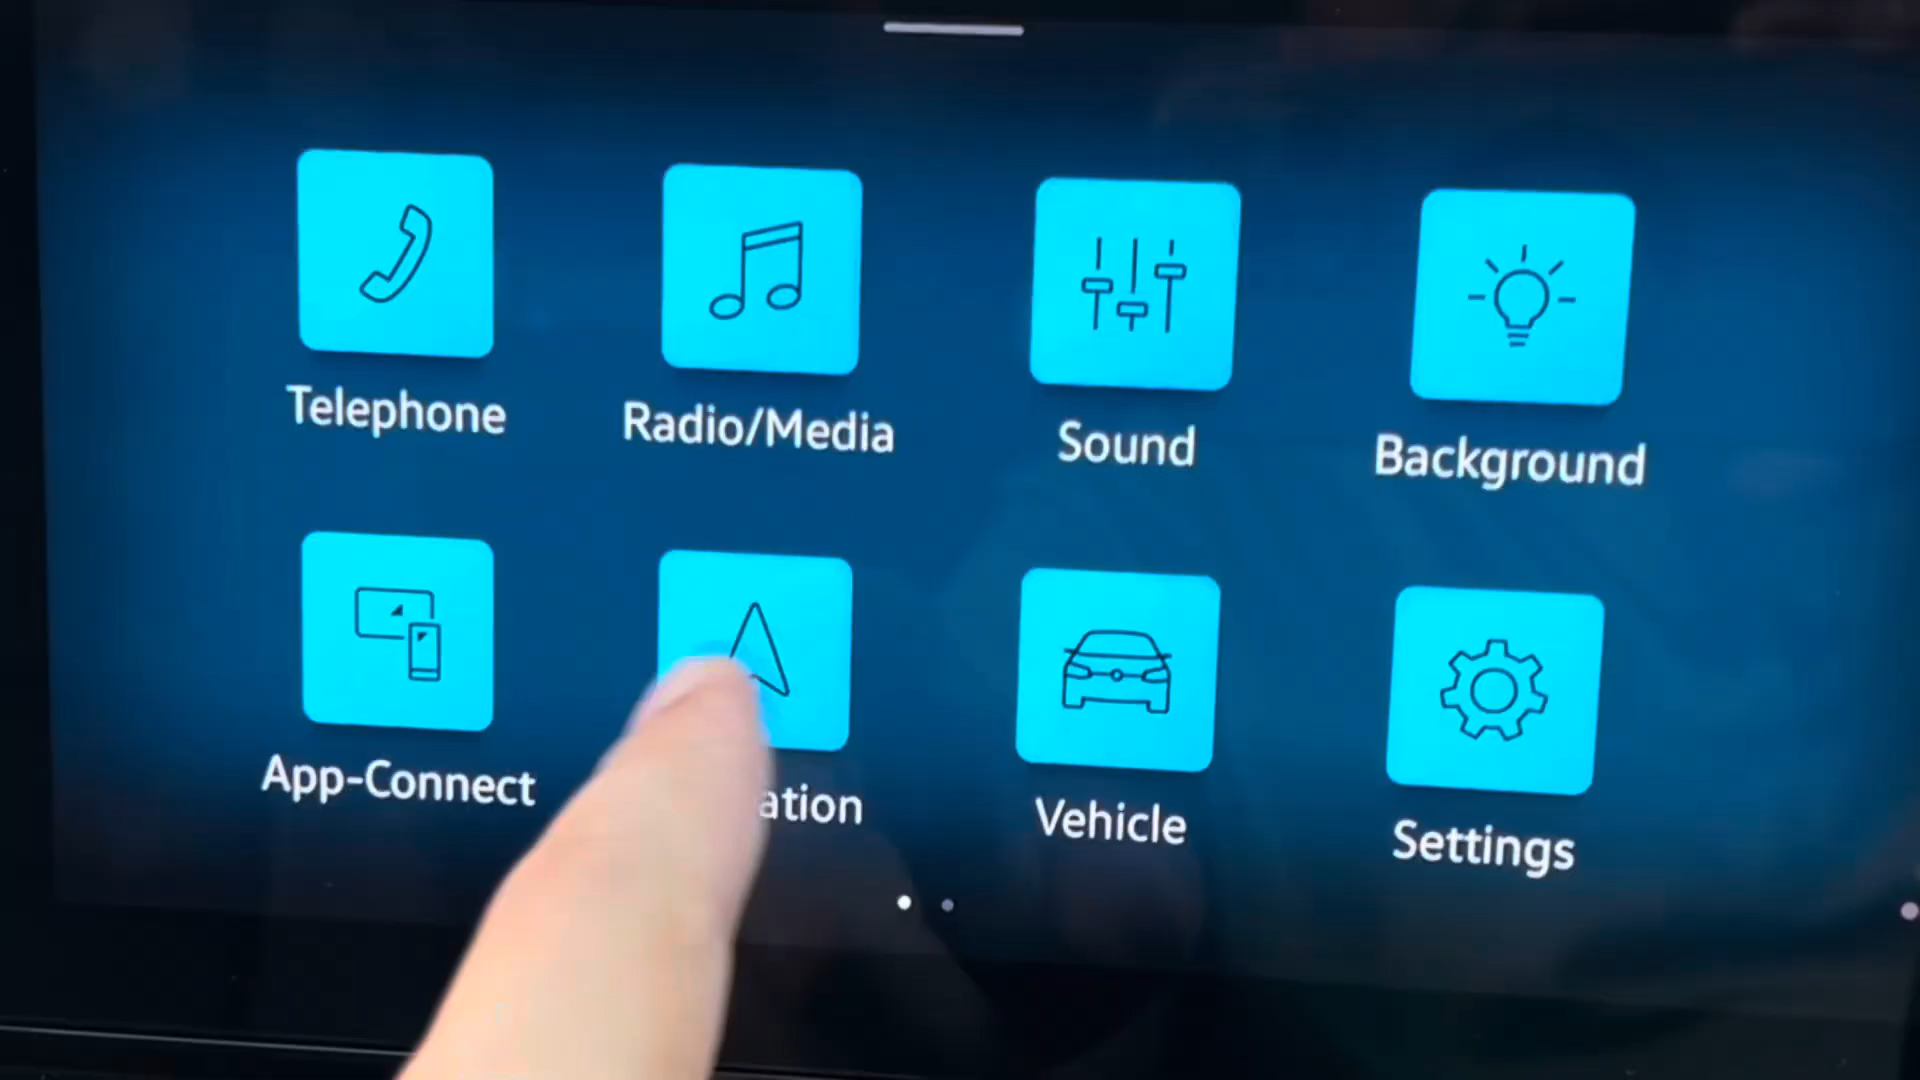 Telephone
Radio/Media
Sound
Background
App-Connect
ation
Vehicle
Settings